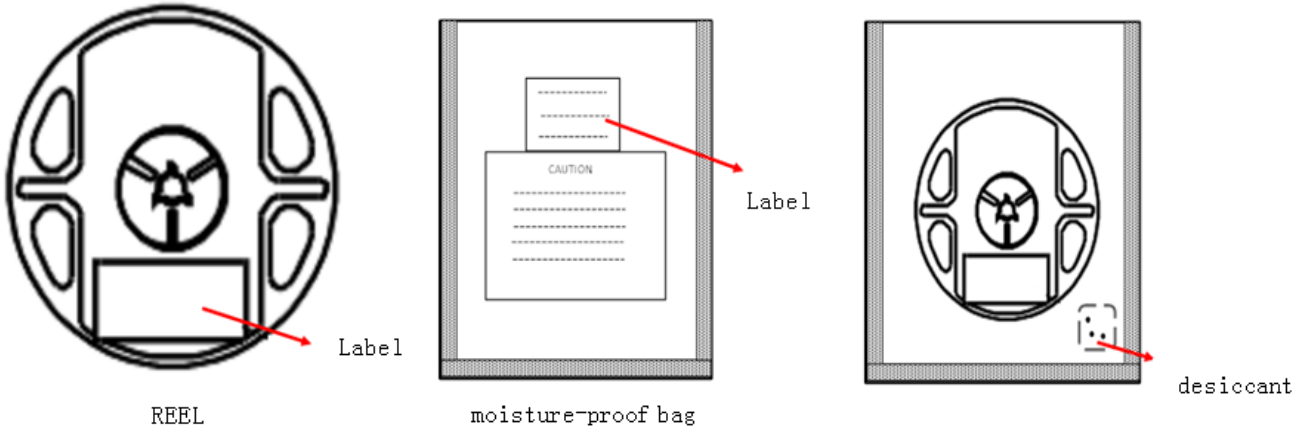 CAUTION
Label
Label
desiccant
REEL
moisture-proof bag